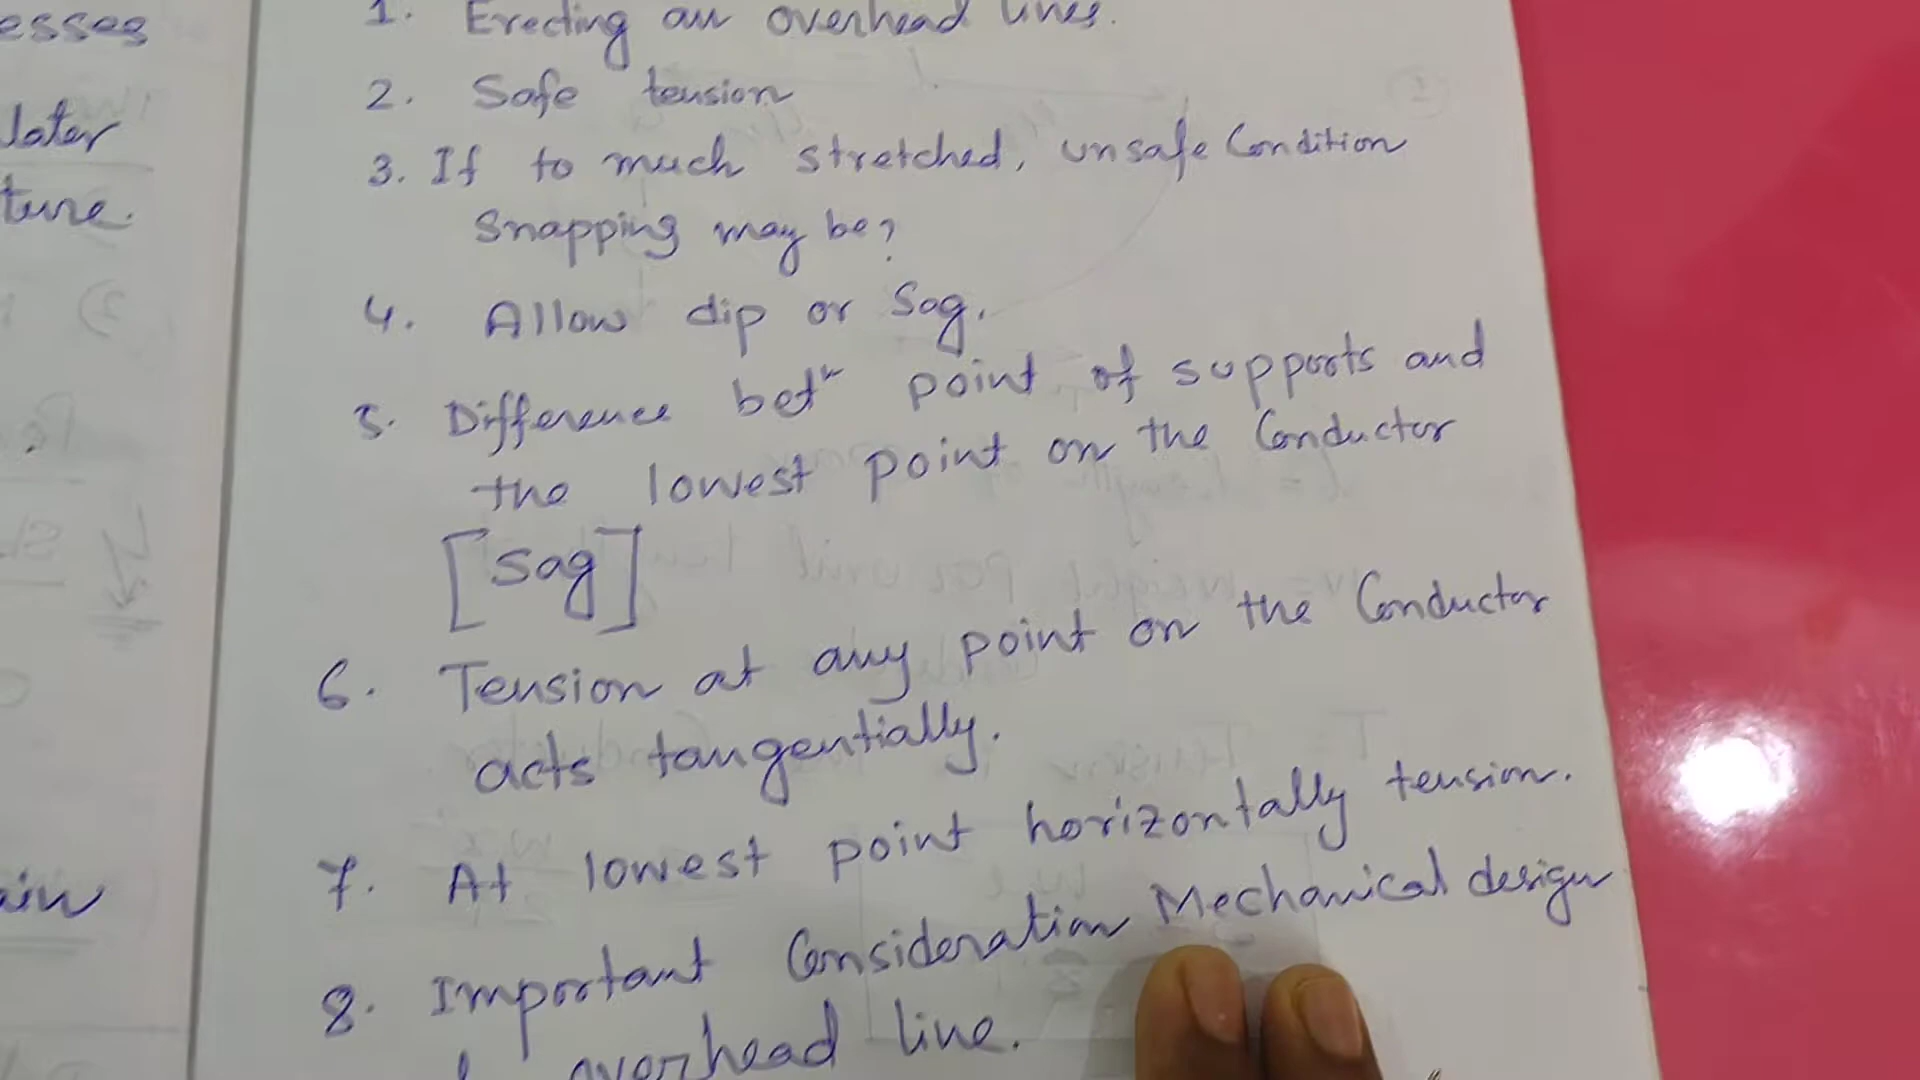 esses
later
ture.
ain
1. Erecting an overhead lines.
2. Safe tension
3. If to much stretched, unsafe Condition
Snapping may be?
4. Allow dip or Sag.
5. Difference betn point of supports and
the lowest point on the Conductor
[Sag]
6. Tension at any point on the Conductor
acts tangentially.
7. At lowest point horizontally tension.
8. Important Consideration Mechanical design
overhead line.